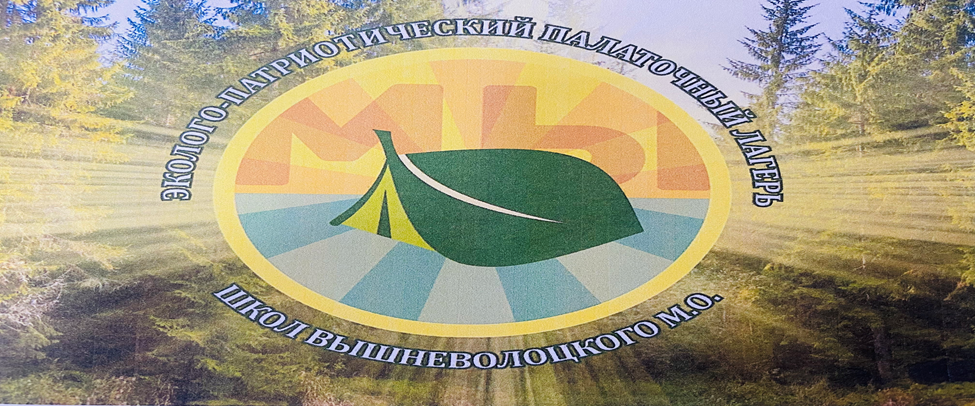 ЭКОЛОГО-ПАТРИОТИЧЕСКИЙ ПАЛАТОЧНЫЙ ЛАГЕРЬ
МЫ
ШКОЛ ВЫШНЕВОЛОЦКОГО М.О.